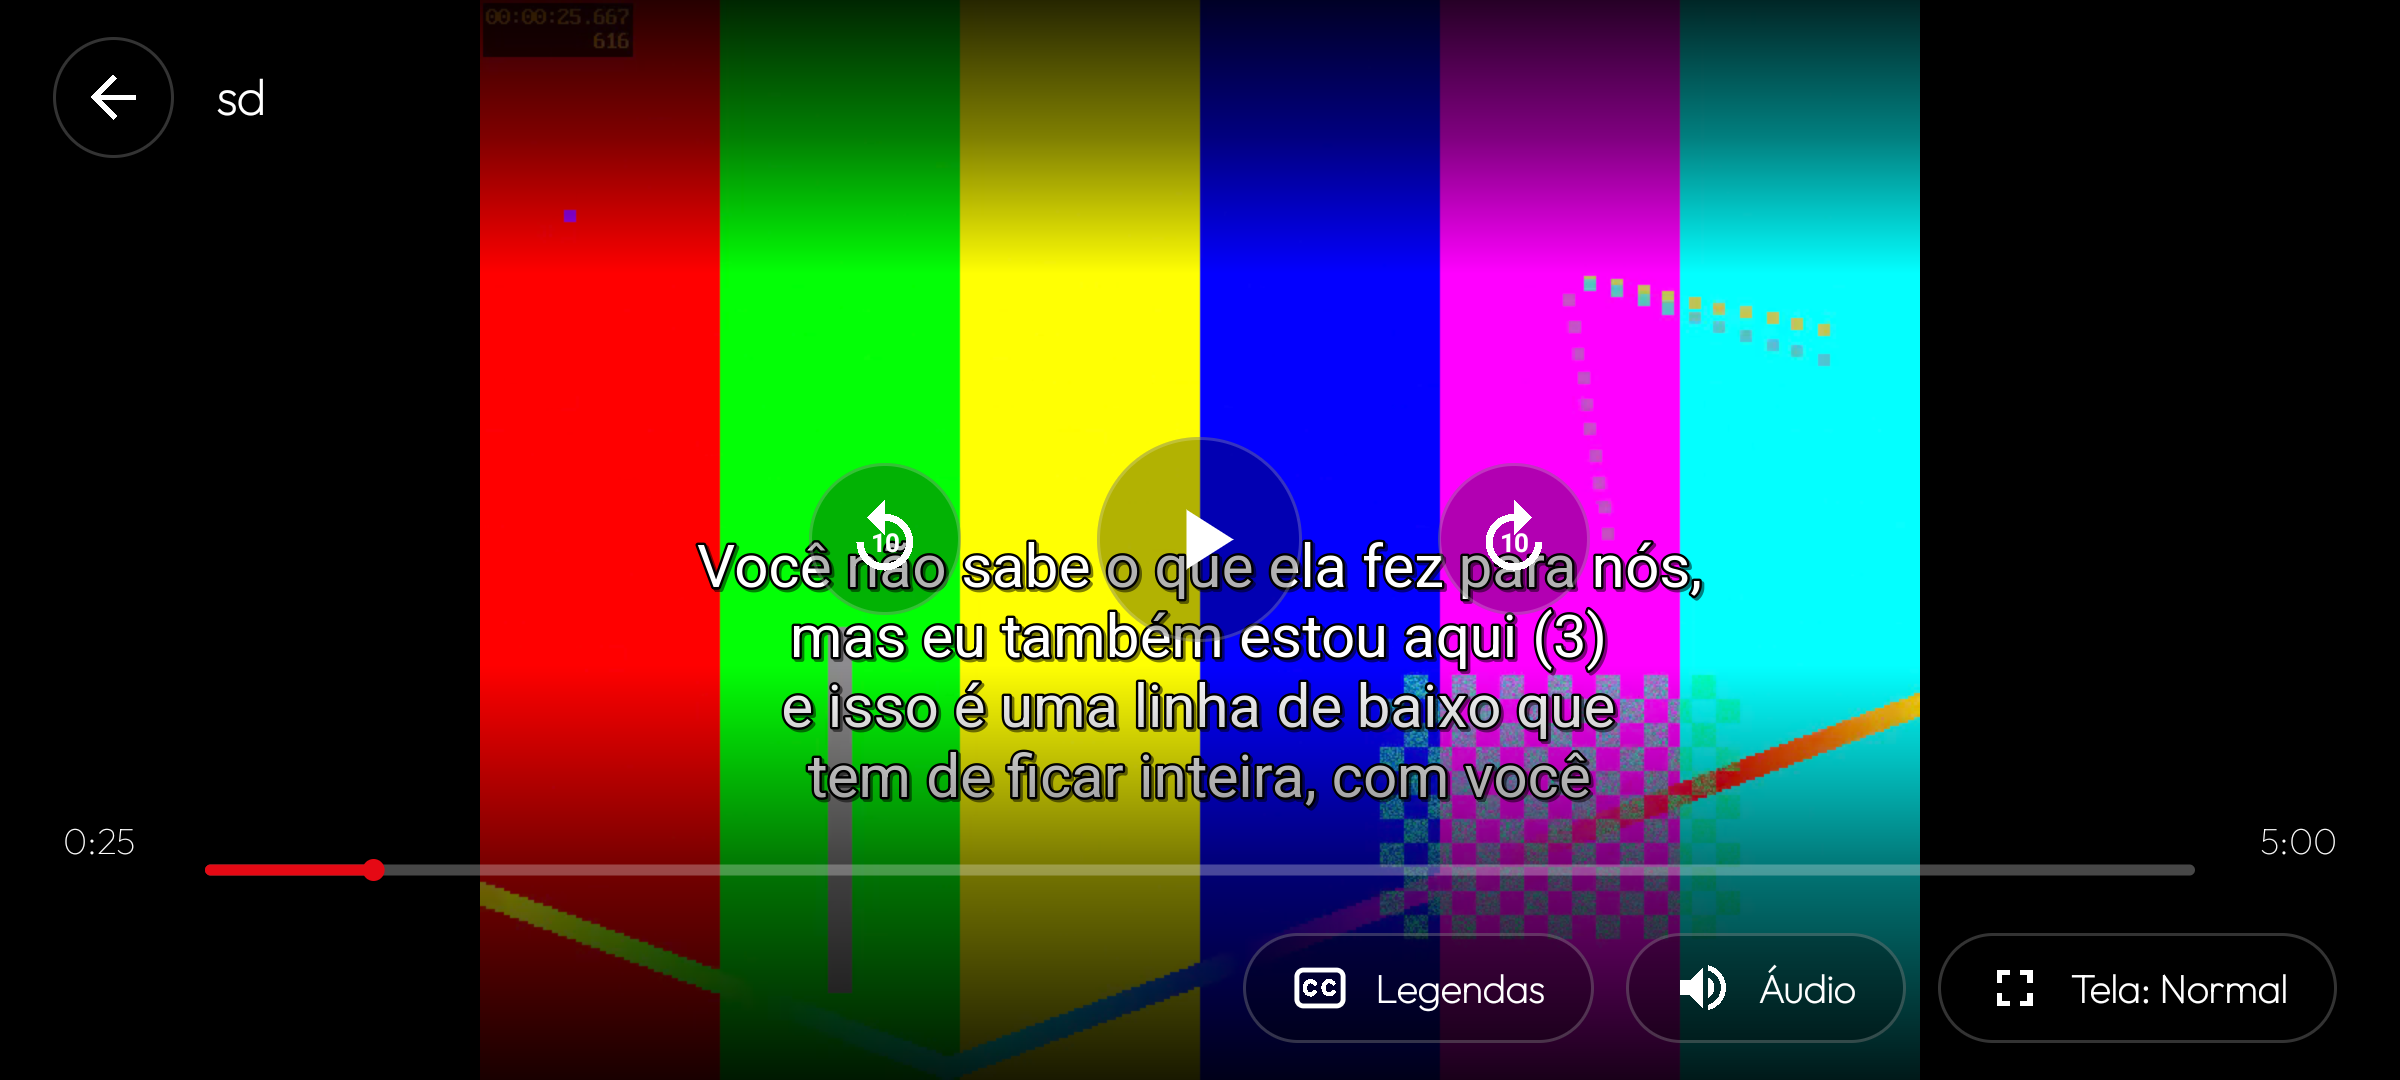 00:00:25.667
616
sd
10
10
Você não sabe o que ela fez para nós,
mas eu também estou aqui (3)
e isso é uma linha de baixo que
tem de ficar inteira, com você
0:25
5:00
CC Legendas
Áudio
Tela: Normal